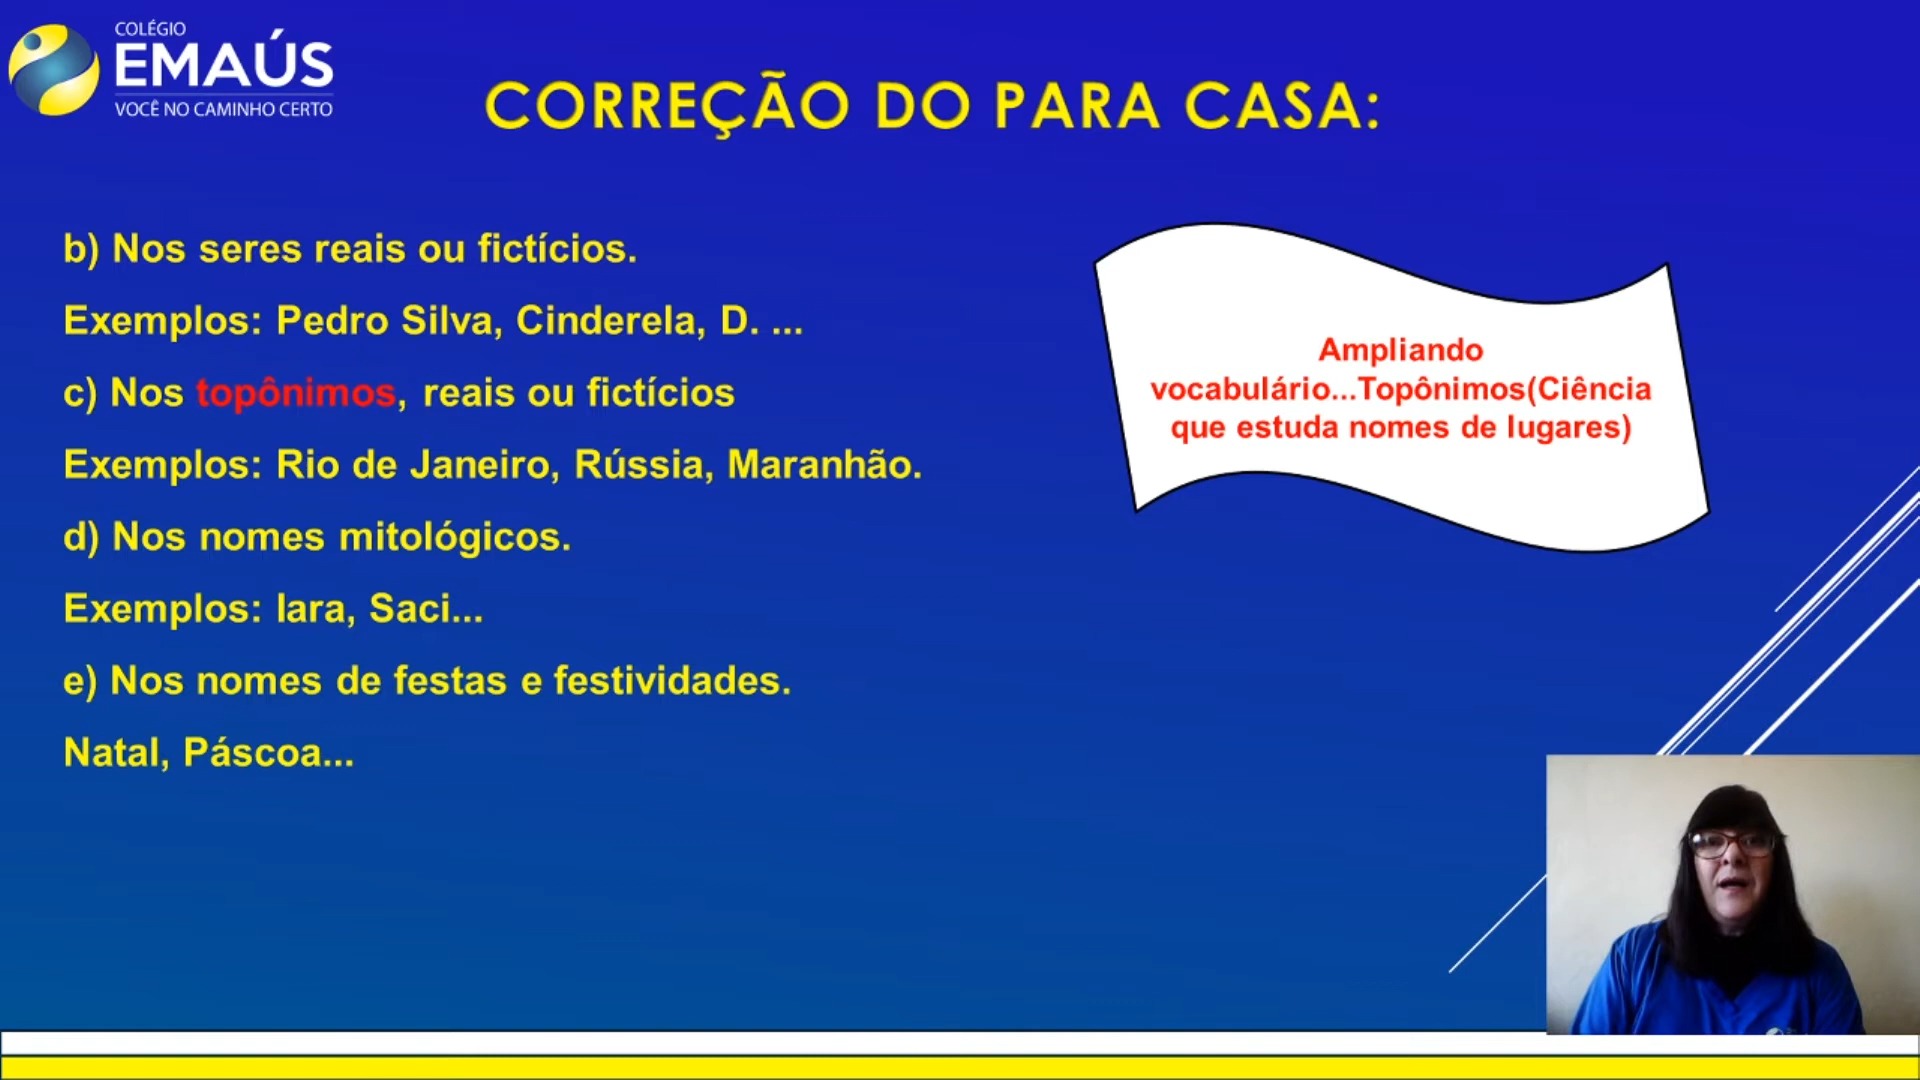 COLÉGIO
EMAÚS
VOCÊ NO CAMINHO CERTO
CORREÇÃO DO PARA CASA:
b) Nos seres reais ou fictícios.
Exemplos: Pedro Silva, Cinderela, D. ...
c) Nos topônimos, reais ou fictícios
Exemplos: Rio de Janeiro, Rússia, Maranhão.
d) Nos nomes mitológicos.
Exemplos: Iara, Saci...
e) Nos nomes de festas e festividades.
Natal, Páscoa...
Ampliando
vocabulário...Topônimos(Ciência
que estuda nomes de lugares)